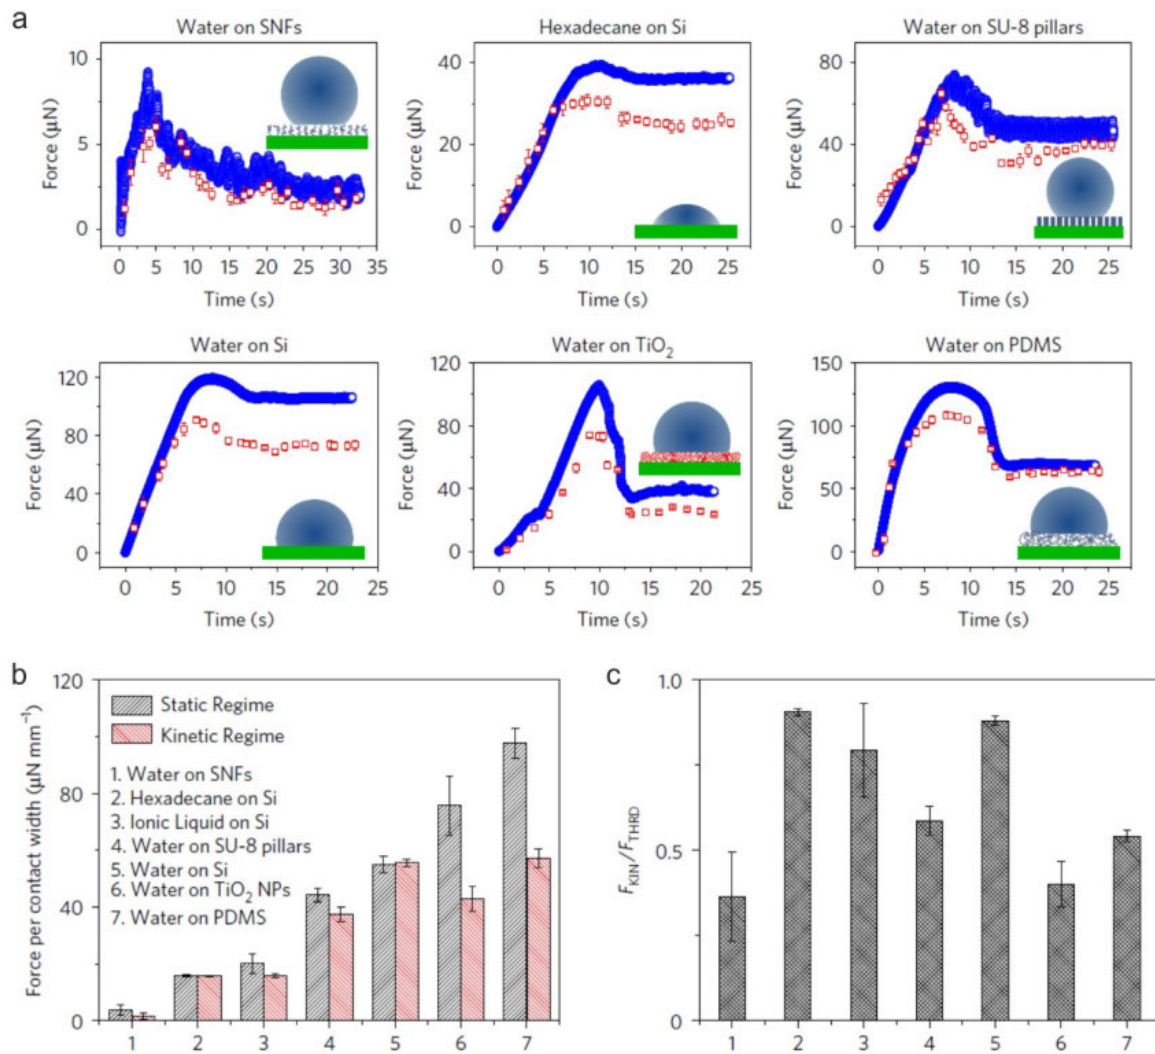 a
Water on SNFs
Force (μN)
10
5
0
0 5 10 15 20 25 30 35
Time (s)
Hexadecane on Si
Force (μN)
40
20
0
0 5 10 15 20 25
Time (s)
Water on SU-8 pillars
Force (μN)
80
40
0
0 5 10 15 20 25
Time (s)
Water on Si
Force (μN)
120
80
40
0
0 5 10 15 20 25
Time (s)
Water on TiO₂
Force (μN)
120
80
40
0
0 5 10 15 20 25
Time (s)
Water on PDMS
Force (μN)
150
100
50
0
0 5 10 15 20 25
Time (s)
b
Force per contact width (μN mm⁻¹)
120
80
40
0
Static Regime
Kinetic Regime
1. Water on SNFs
2. Hexadecane on Si
3. Ionic Liquid on Si
4. Water on SU-8 pillars
5. Water on Si
6. Water on TiO₂ NPs
7. Water on PDMS
1 2 3 4 5 6 7
c
F_KIN/F_THRD
1.0
0.5
0
1 2 3 4 5 6 7